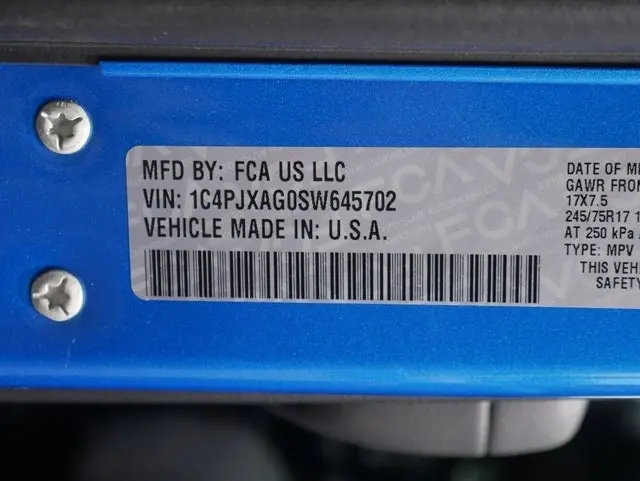 MFD BY: FCA US LLC
VIN: 1C4PJXAG0SW645702
VEHICLE MADE IN: U.S.A.
DATE OF
GAWR
17X7.5
245/75R17
AT 250 kPa
TYPE: MPV
THIS
SAFETY
FCA